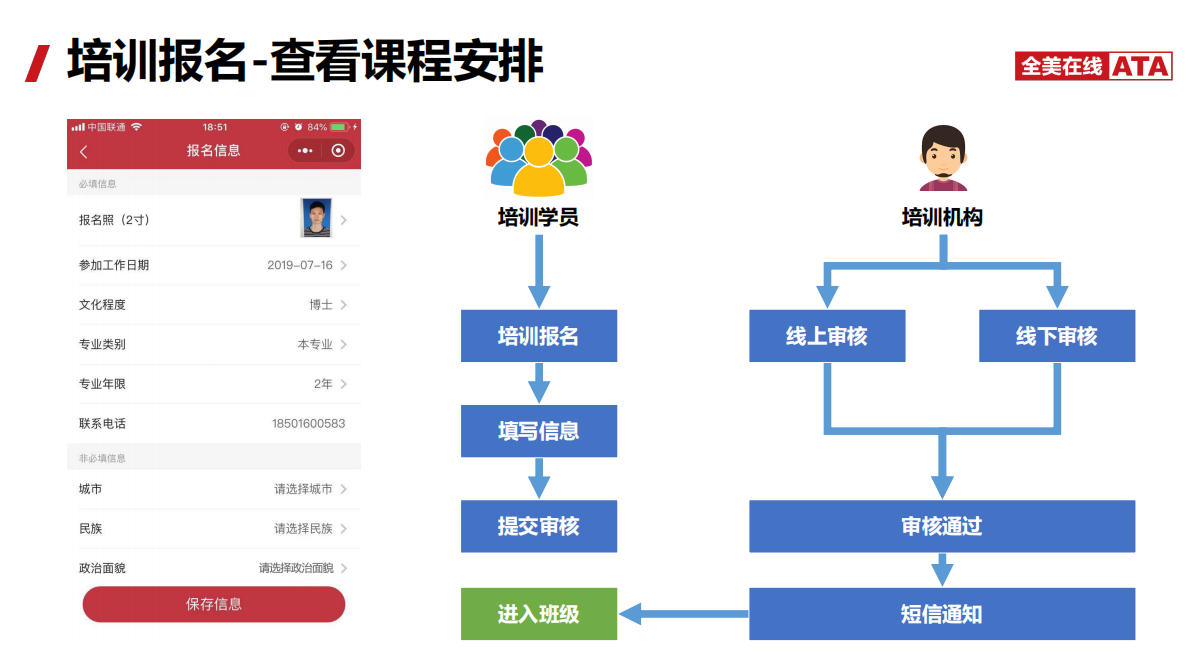 培训报名-查看课程安排
全美在线 ATA
中国联通 18:51 84%
报名信息
必填信息
报名照（2寸）
参加工作日期 2019-07-16
文化程度 博士
专业类别 本专业
专业年限 2年
联系电话 18501600583
非必填信息
城市 请选择城市
民族 请选择民族
政治面貌 请选择政治面貌
保存信息
培训学员
培训报名
填写信息
提交审核
进入班级
培训机构
线上审核 线下审核
审核通过
短信通知